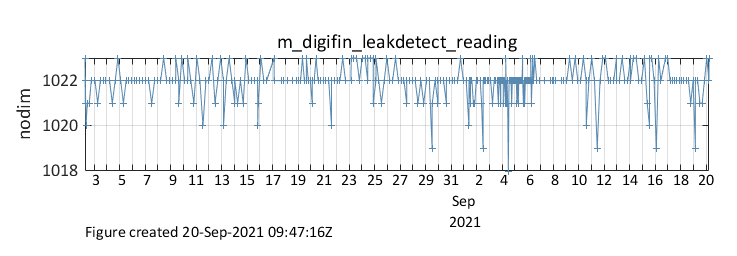 m_digifin_leakdetect_reading
nodim
1022
1020
1018
3 5 7 9 11 13 15 17 19 21 23 25 27 29 31 2 4 6 8 10 12 14 16 18 20
Sep
2021
Figure created 20-Sep-2021 09:47:16Z